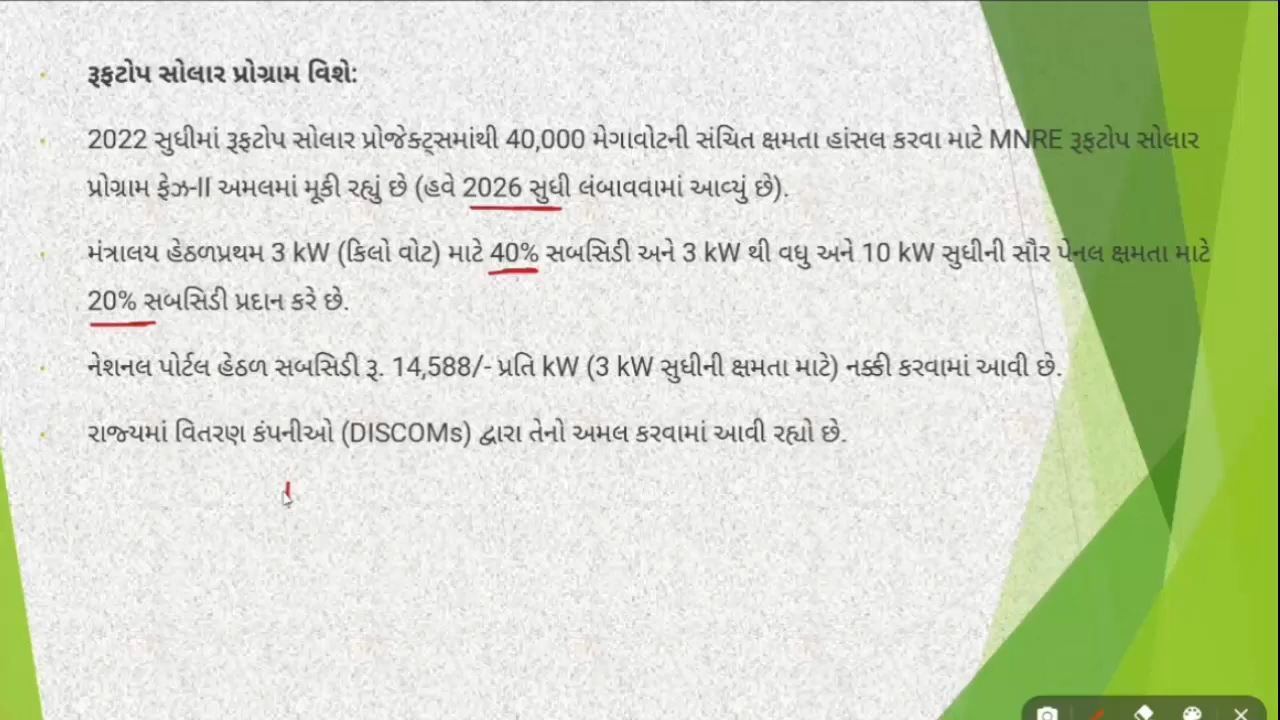 રૂફટોપ સોલાર પ્રોગ્રામ વિશે:
2022 સુધીમાં રૂફટોપ સોલાર પ્રોજેક્ટ્સમાંથી 40,000 મેગાવોટની સંચિત ક્ષમતા હાંસલ કરવા માટે MNRE રૂફટોપ સોલાર
પ્રોગ્રામ ફેઝ-II અમલમાં મૂકી રહ્યું છે (હવે 2026 સુધી લંબાવવામાં આવ્યું છે).
મંત્રાલય હેઠળપ્રથમ 3 kW (કિલો વોટ) માટે 40% સબસિડી અને 3 kW થી વધુ અને 10 kW સુધીની સૌર પેનલ ક્ષમતા માટે
20% સબસિડી પ્રદાન કરે છે.
નેશનલ પોર્ટલ હેઠળ સબસિડી રૂ. 14,588/- પ્રતિ kW (3 kW સુધીની ક્ષમતા માટે) નક્કી કરવામાં આવી છે.
રાજ્યમાં વિતરણ કંપનીઓ (DISCOMs) દ્વારા તેનો અમલ કરવામાં આવી રહ્યો છે.